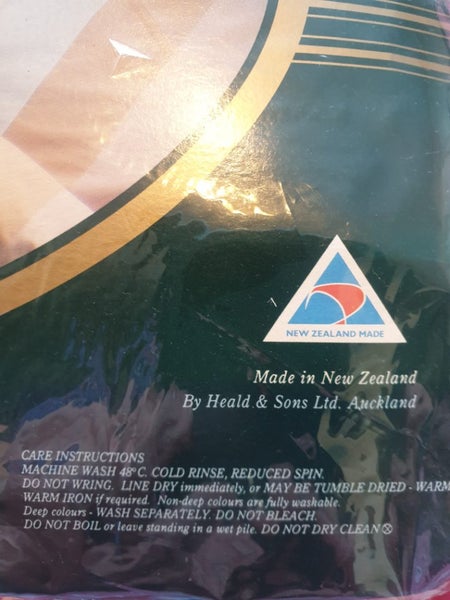 NEW ZEALAND MADE
Made in New Zealand
By Heald & Sons Ltd. Auckland
CARE INSTRUCTIONS
MACHINE WASH 48°C. COLD RINSE, REDUCED SPIN.
DO NOT WRING. LINE DRY immediately, or MAY BE TUMBLE DRIED - WARM
WARM IRON if required. Non-deep colours are fully washable.
Deep colours - WASH SEPARATELY. DO NOT BLEACH.
DO NOT BOIL or leave standing in a wet pile. DO NOT DRY CLEAN ⓧ